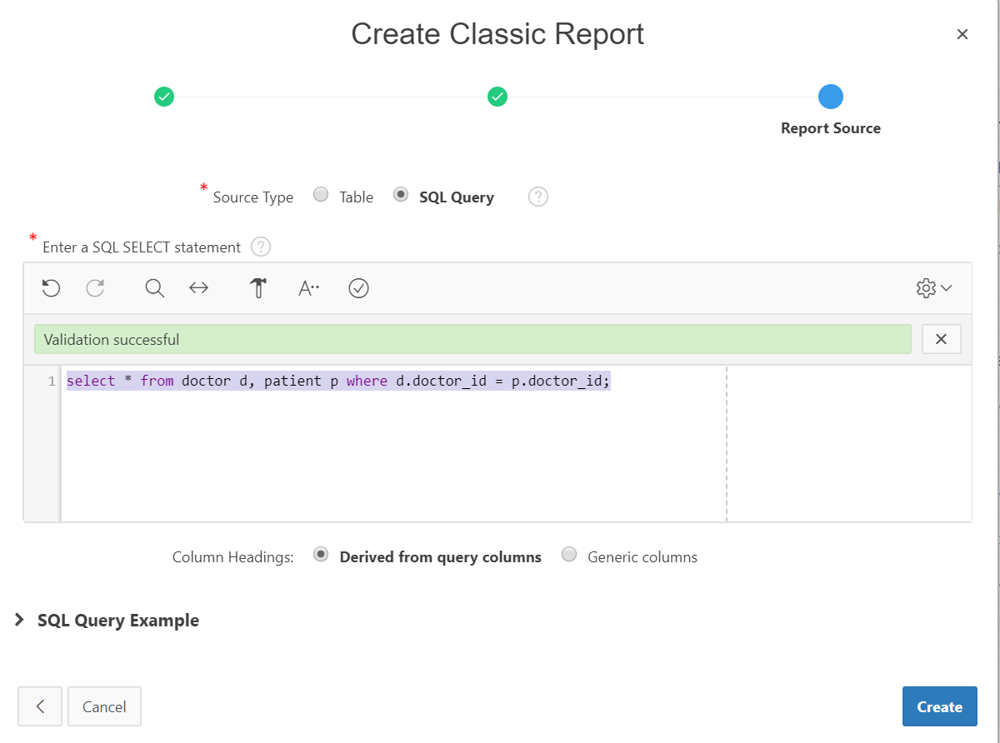 Create Classic Report
Report Source
* Source Type Table SQL Query ?
* Enter a SQL SELECT statement ?
A
Validation successful
1 select * from doctor d, patient p where d.doctor_id = p.doctor_id;
Column Headings: Derived from query columns Generic columns
SQL Query Example
Cancel Create